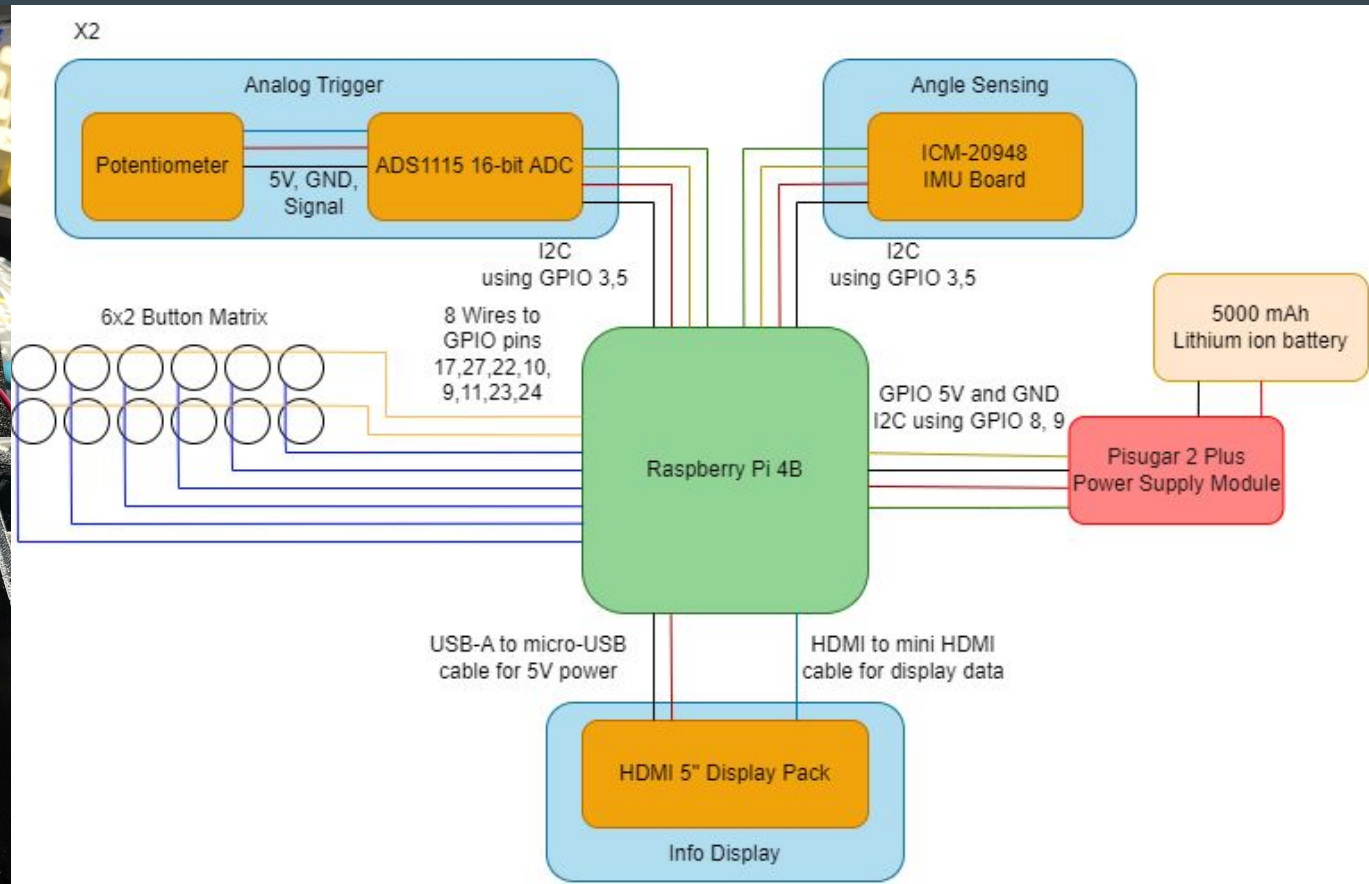 X2
Analog Trigger
Potentiometer
5V, GND,
Signal
ADS1115 16-bit ADC
I2C
using GPIO 3,5
Angle Sensing
ICM-20948
IMU Board
I2C
using GPIO 3,5
6x2 Button Matrix
8 Wires to
GPIO pins
17,27,22,10,
9,11,23,24
Raspberry Pi 4B
GPIO 5V and GND
I2C using GPIO 8, 9
5000 mAh
Lithium ion battery
Pisugar 2 Plus
Power Supply Module
USB-A to micro-USB
cable for 5V power
HDMI to mini HDMI
cable for display data
HDMI 5" Display Pack
Info Display